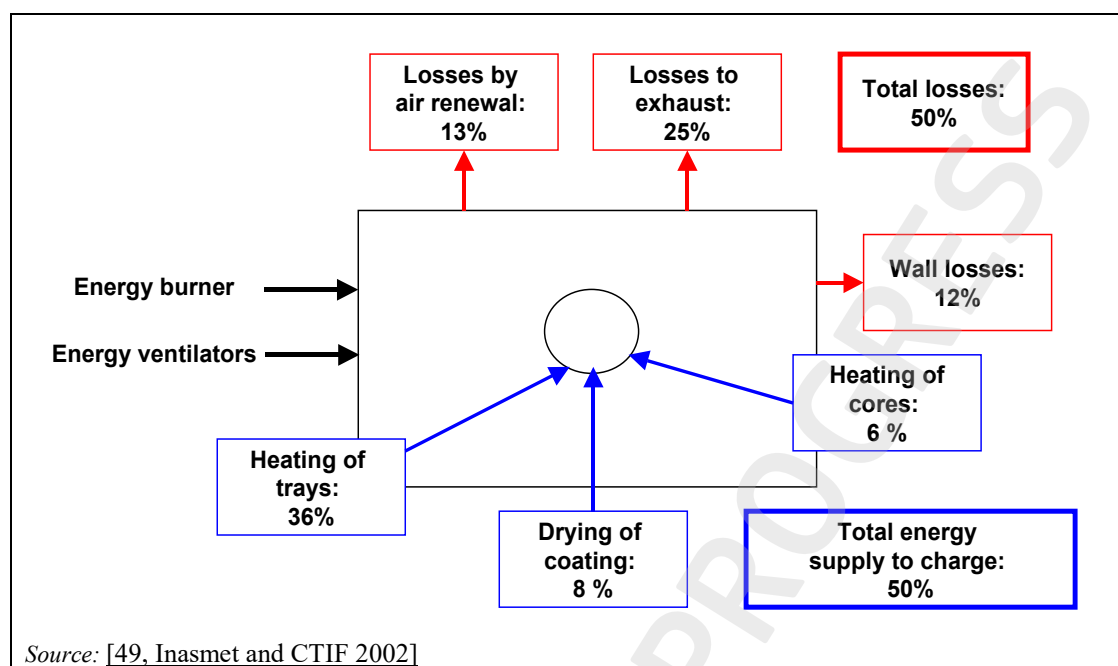 Losses by
air renewal:
13%
Losses to
exhaust:
25%
Total losses:
50%
Energy burner
Wall losses:
12%
Energy ventilators
Heating of
cores:
6 %
Heating of
trays:
36%
Drying of
coating:
8 %
Total energy
supply to charge:
50%
Source: [49, Inasmet and CTIF 2002]
PROGRESS